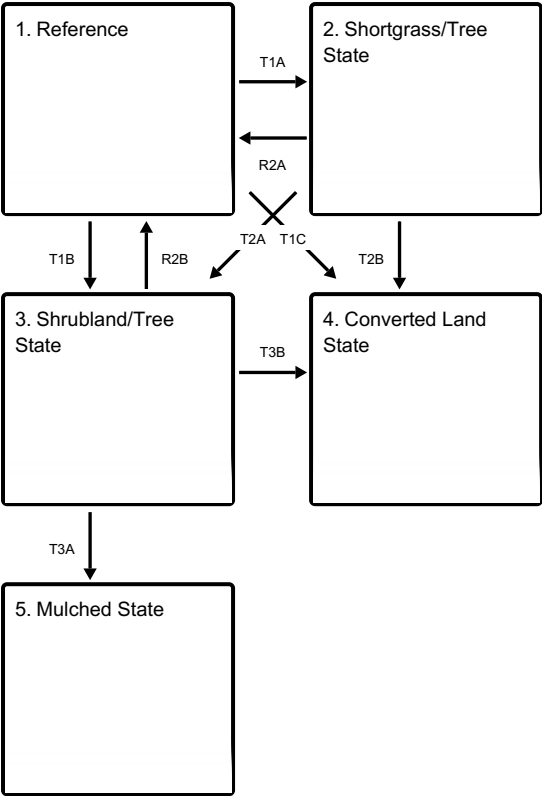 1. Reference
2. Shortgrass/Tree
State
T1A
R2A
T2A
T1C
T1B
R2B
T2B
3. Shrubland/Tree
State
4. Converted Land
State
T3B
T3A
5. Mulched State